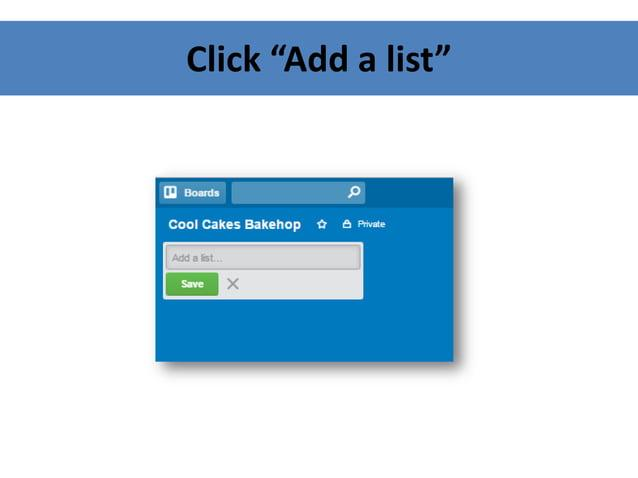 Click “Add a list”
Boards
Cool Cakes Bakehop
Private
Add a list...
Save